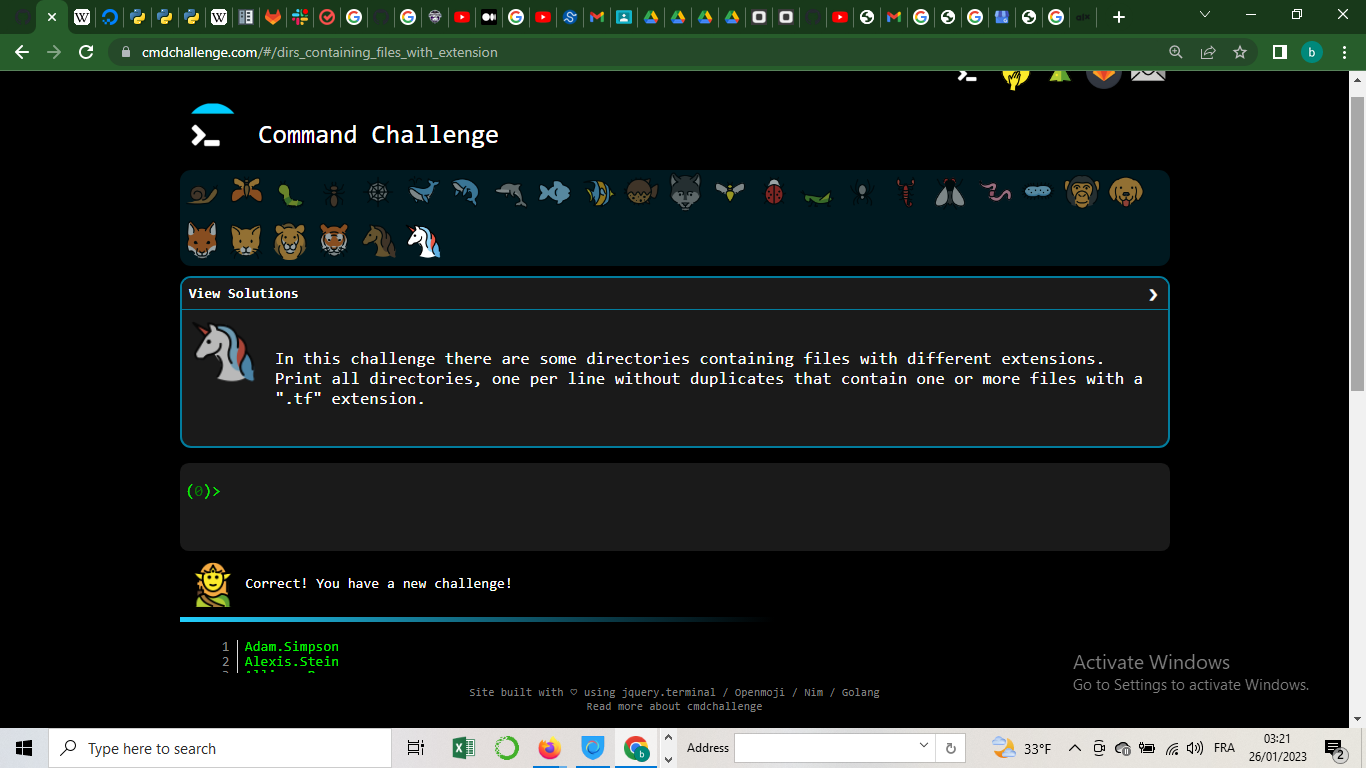 cmdchallenge.com/#/dirs_containing_files_with_extension
b
Command Challenge
View Solutions
In this challenge there are some directories containing files with different extensions.
Print all directories, one per line without duplicates that contain one or more files with a
".tf" extension.
(0)>
Correct! You have a new challenge!
1 Adam.Simpson
2 Alexis.Stein
Activate Windows
Go to Settings to activate Windows.
Site built with ♡ using jquery.terminal / Openmoji / Nim / Golang
Read more about cmdchallenge
Type here to search
Address
33°F
FRA
03:21
26/01/2023
2